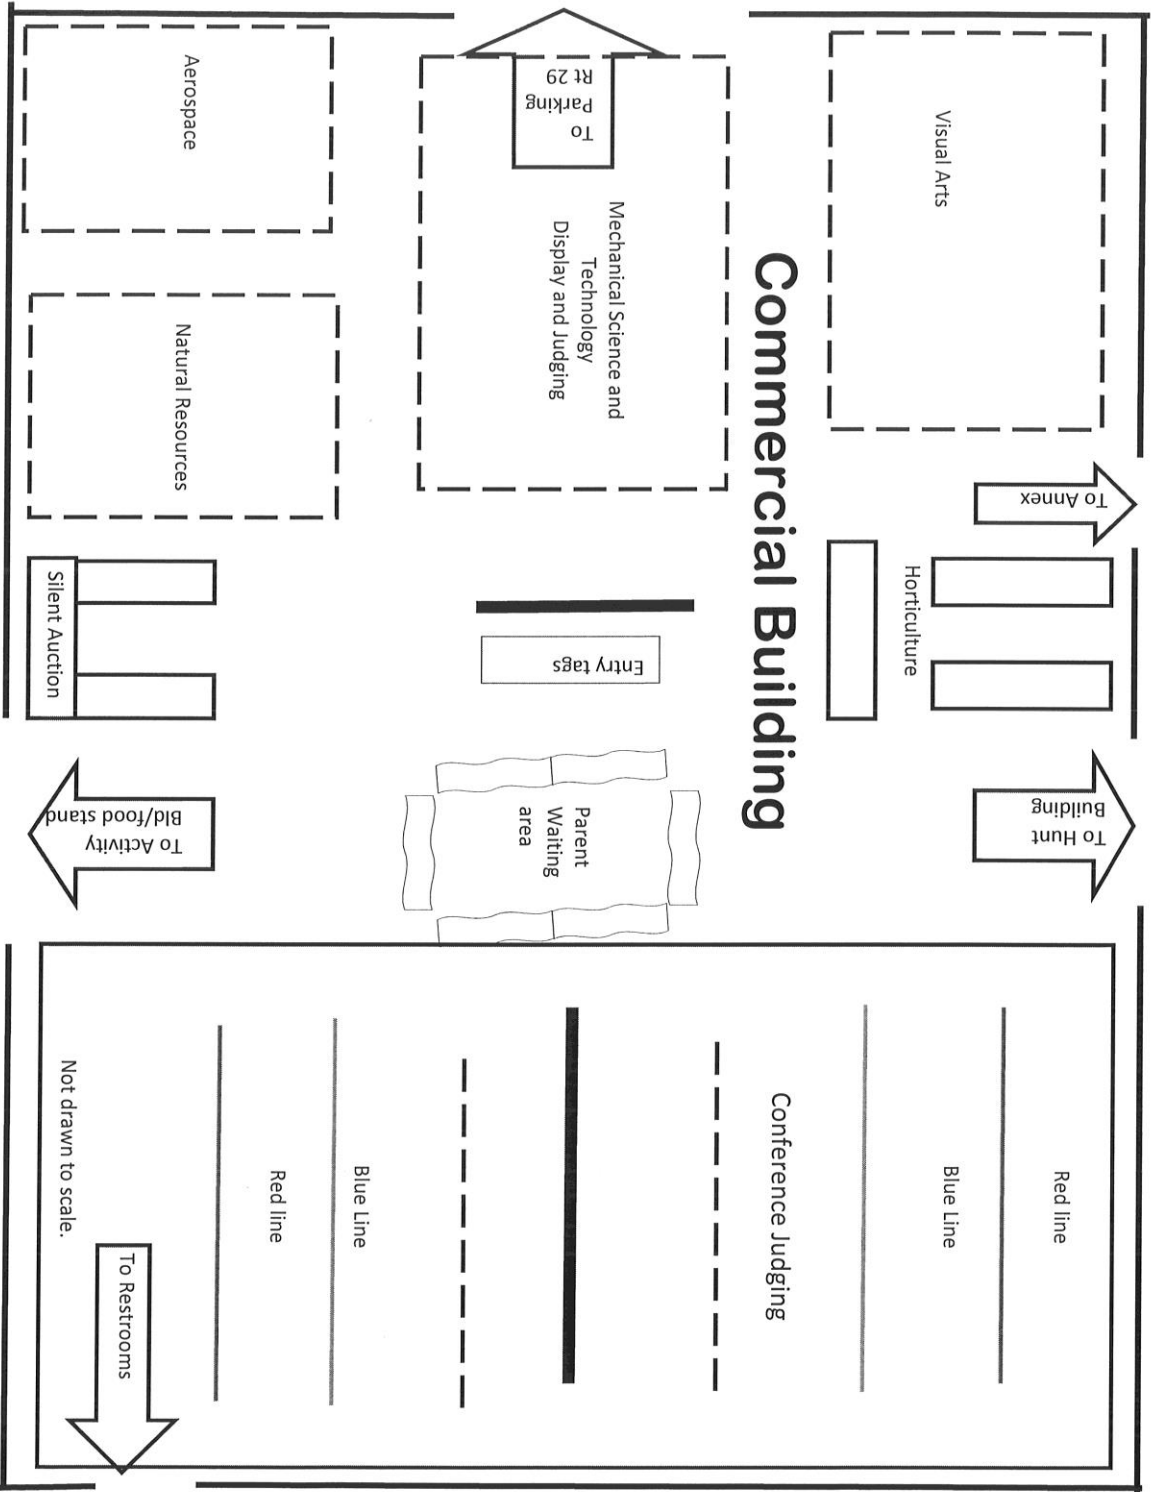 Commercial Building
Visual Arts
To Annex
Horticulture
To Hunt
Building
To
Parking
Rt 29
Mechanical Science and
Technology
Display and Judging
Entry tags
Parent
Waiting
area
Aerospace
Natural Resources
Silent Auction
To Activity
Bld/food stand
Red line
Blue Line
Conference Judging
Blue Line
Red line
To Restrooms
Not drawn to scale.